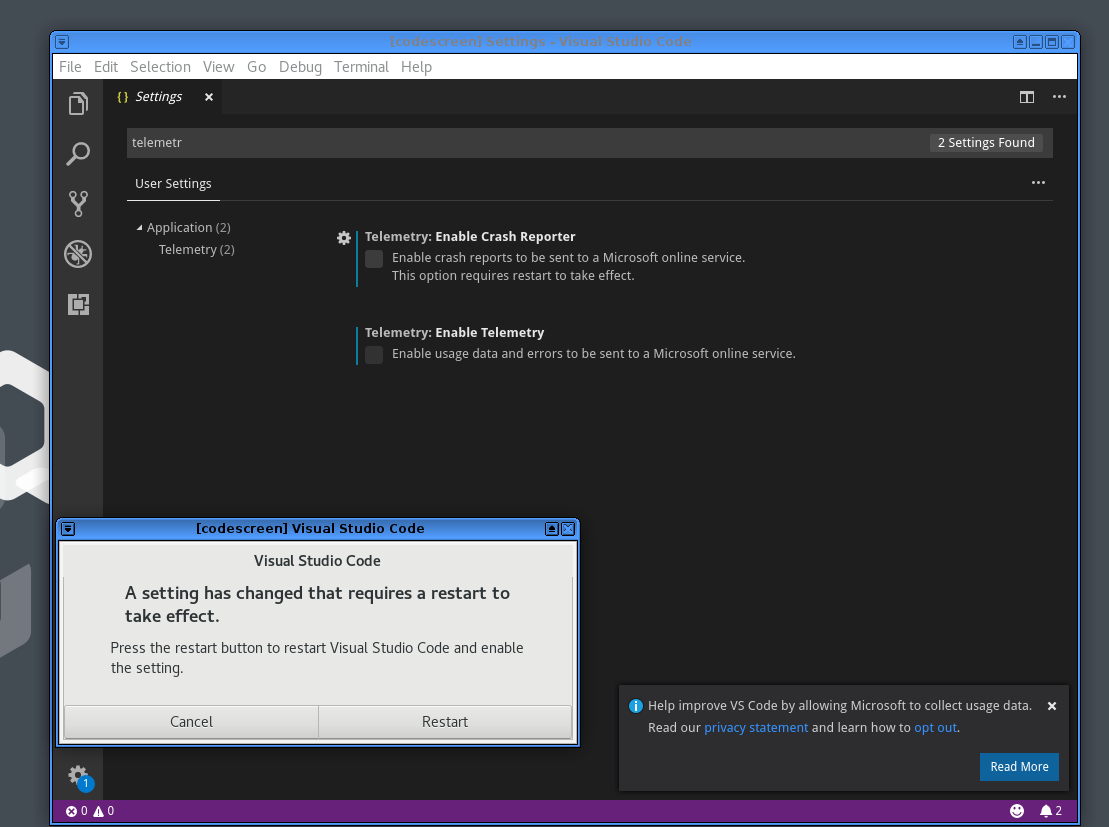 [codescreen] Settings - Visual Studio Code
File Edit Selection View Go Debug Terminal Help
{} Settings
telemetr 2 Settings Found
User Settings
Application (2)
Telemetry (2)
Telemetry: Enable Crash Reporter
Enable crash reports to be sent to a Microsoft online service.
This option requires restart to take effect.
Telemetry: Enable Telemetry
Enable usage data and errors to be sent to a Microsoft online service.
[codescreen] Visual Studio Code
Visual Studio Code
A setting has changed that requires a restart to
take effect.
Press the restart button to restart Visual Studio Code and enable
the setting.
Cancel Restart
Help improve VS Code by allowing Microsoft to collect usage data.
Read our privacy statement and learn how to opt out.
Read More
1
0 0 2